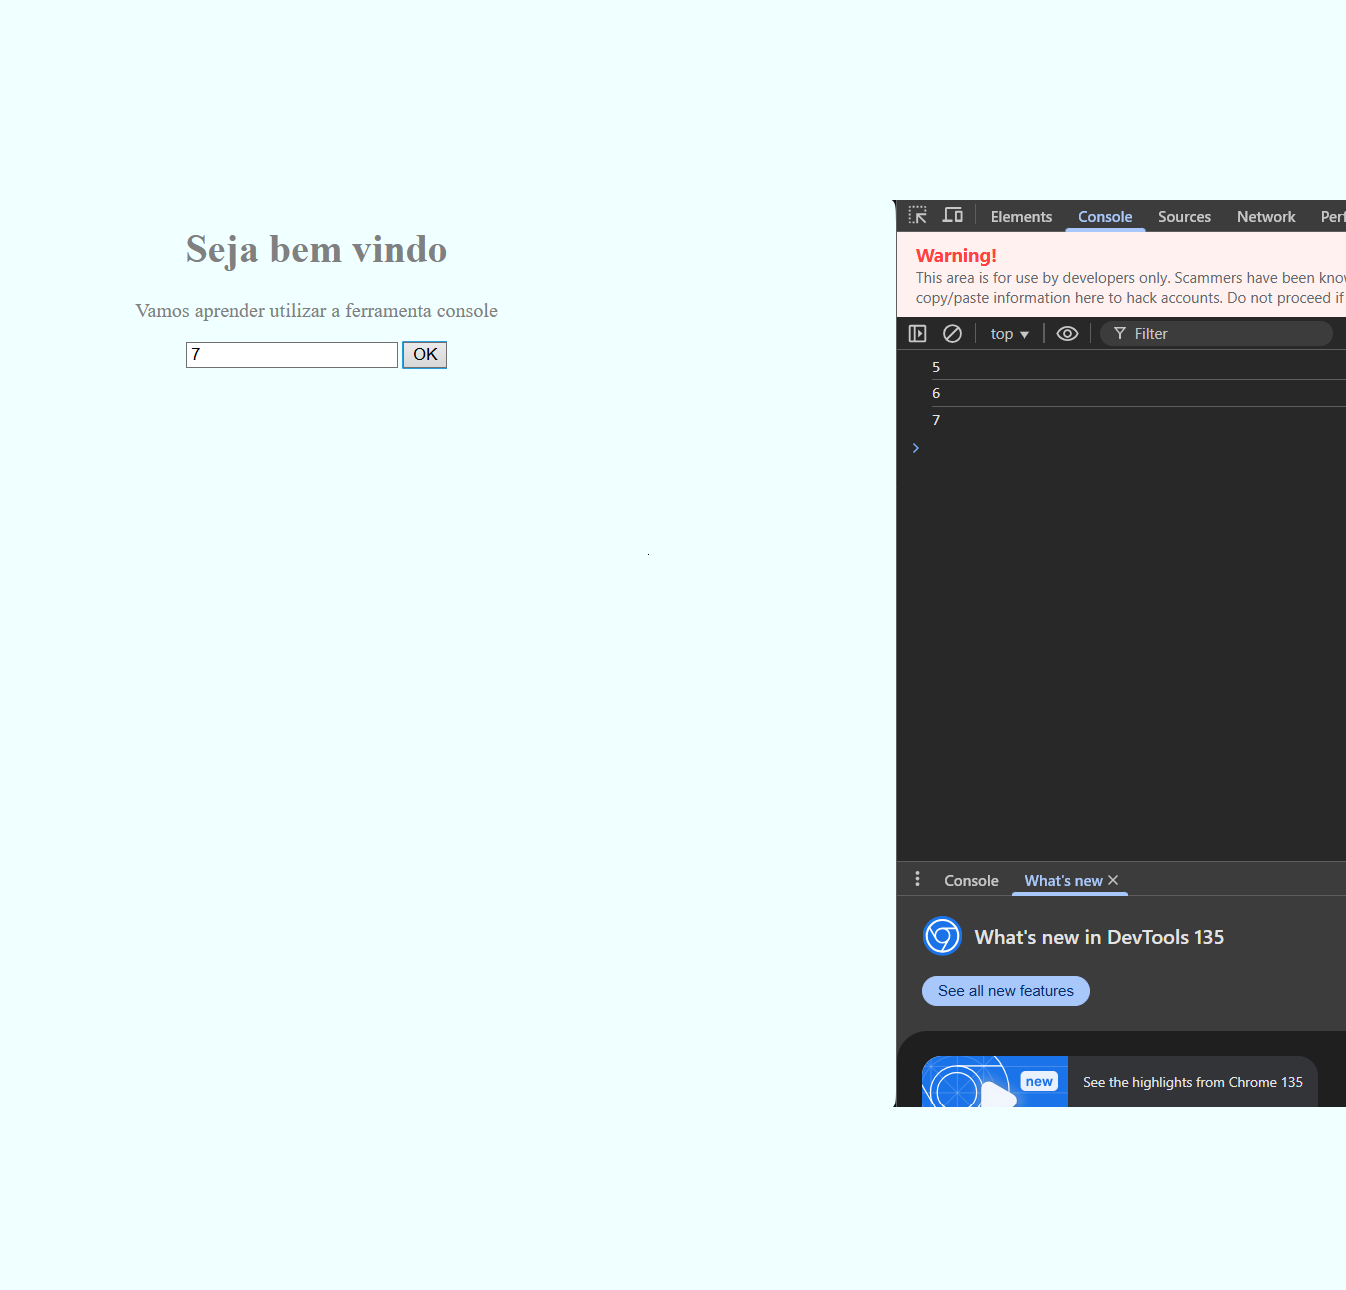 Seja bem vindo
Vamos aprender utilizar a ferramenta console
7
OK
Elements Console Sources Network
Warning!
This area is for use by developers only. Scammers have been
copy/paste information here to hack accounts. Do not proceed if
top Filter
5
6
7
Console What's new
What's new in DevTools 135
See all new features
new
See the highlights from Chrome 135